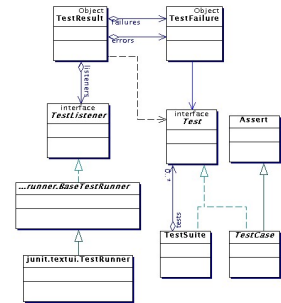 Object
TestResult
Object
TestFailure
failures
errors
listeners
interface
TestListener
interface
Test
Assert
...runner.BaseTestRunner
0..*
tests
junit.textui.TestRunner
TestSuite
TestCase